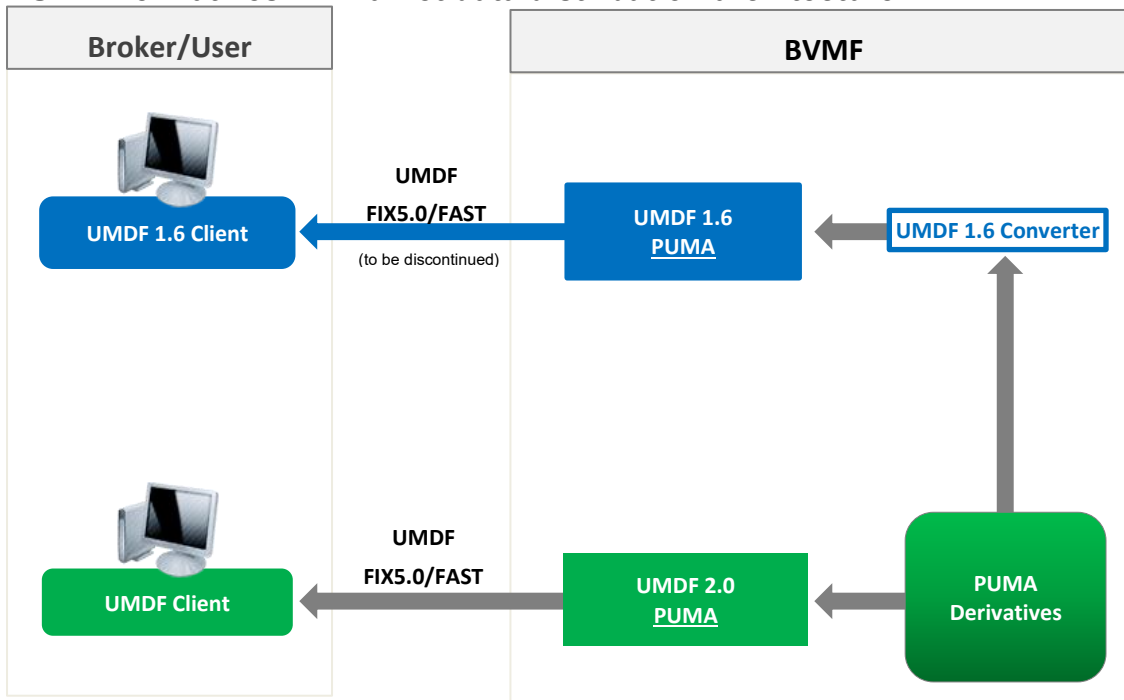 Broker/User
BVMF
UMDF
FIX5.0/FAST
(to be discontinued)
UMDF 1.6 Client
UMDF 1.6
PUMA
UMDF 1.6 Converter
UMDF
FIX5.0/FAST
UMDF Client
UMDF 2.0
PUMA
PUMA
Derivatives